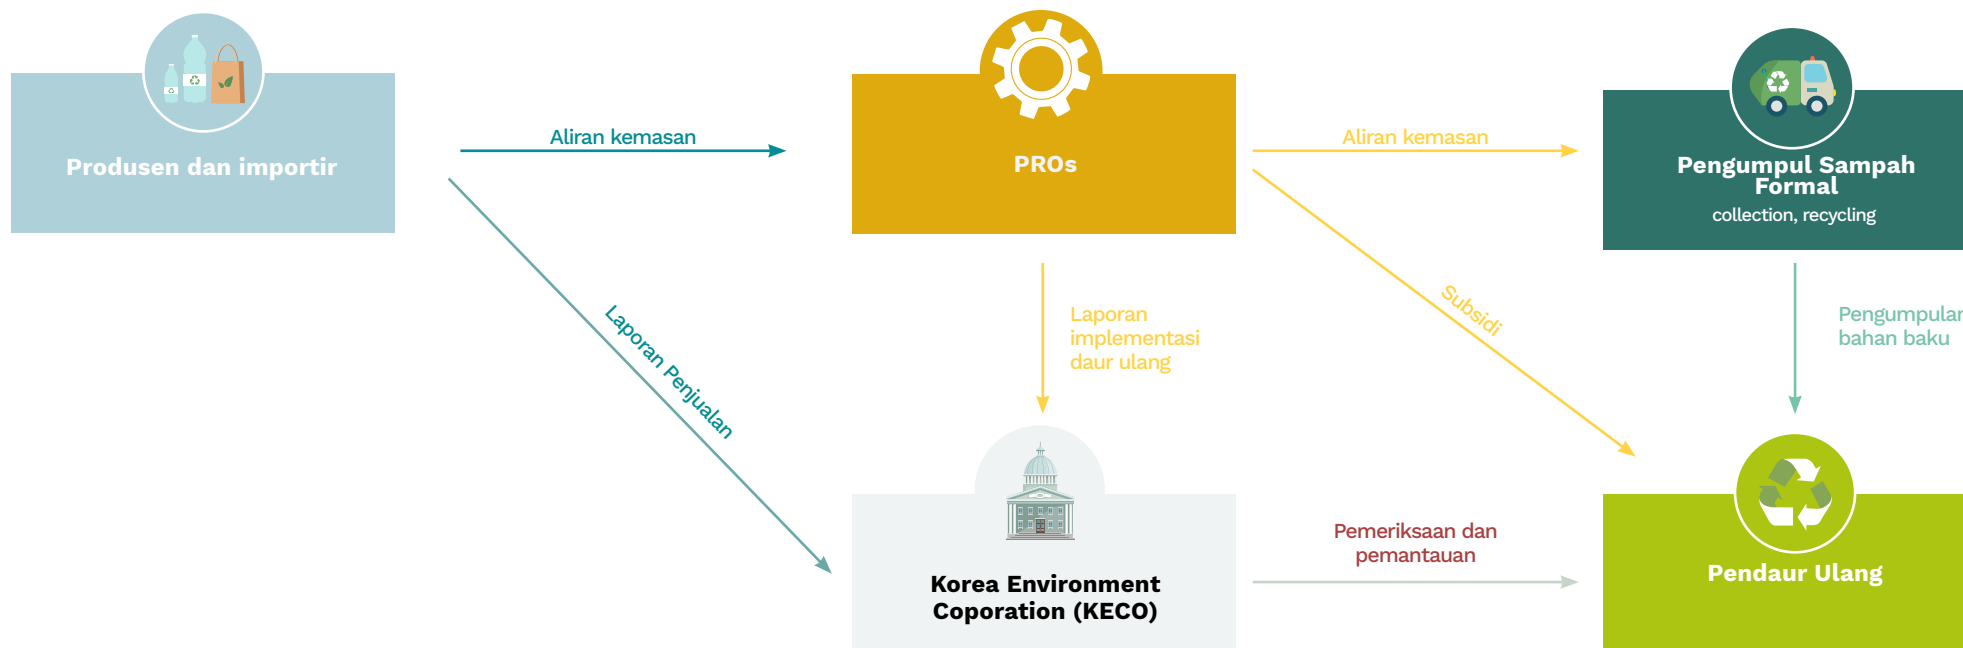 Produsen dan importir
Aliran kemasan
PROs
Aliran kemasan
Pengumpul Sampah
Formal
collection, recycling
Laporan Penjualan
Laporan
implementasi
daur ulang
Subsidi
Pengumpulan
bahan baku
Korea Environment
Coporation (KECO)
Pemeriksaan dan
pemantauan
Pendaur Ulang